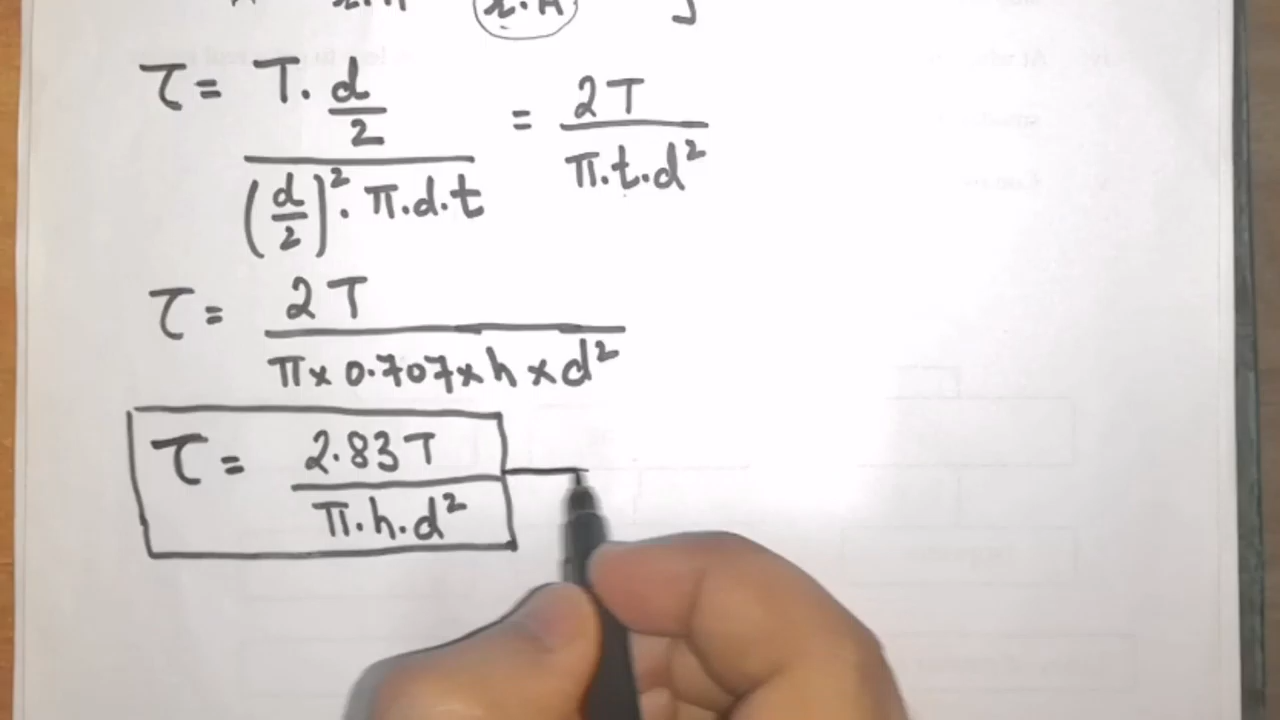 τ = T. d/2 / (d/2)². π.d.t = 2T / π.t.d²
τ = 2T / π x 0.707 x h x d²
τ = 2.83T / π.h.d²